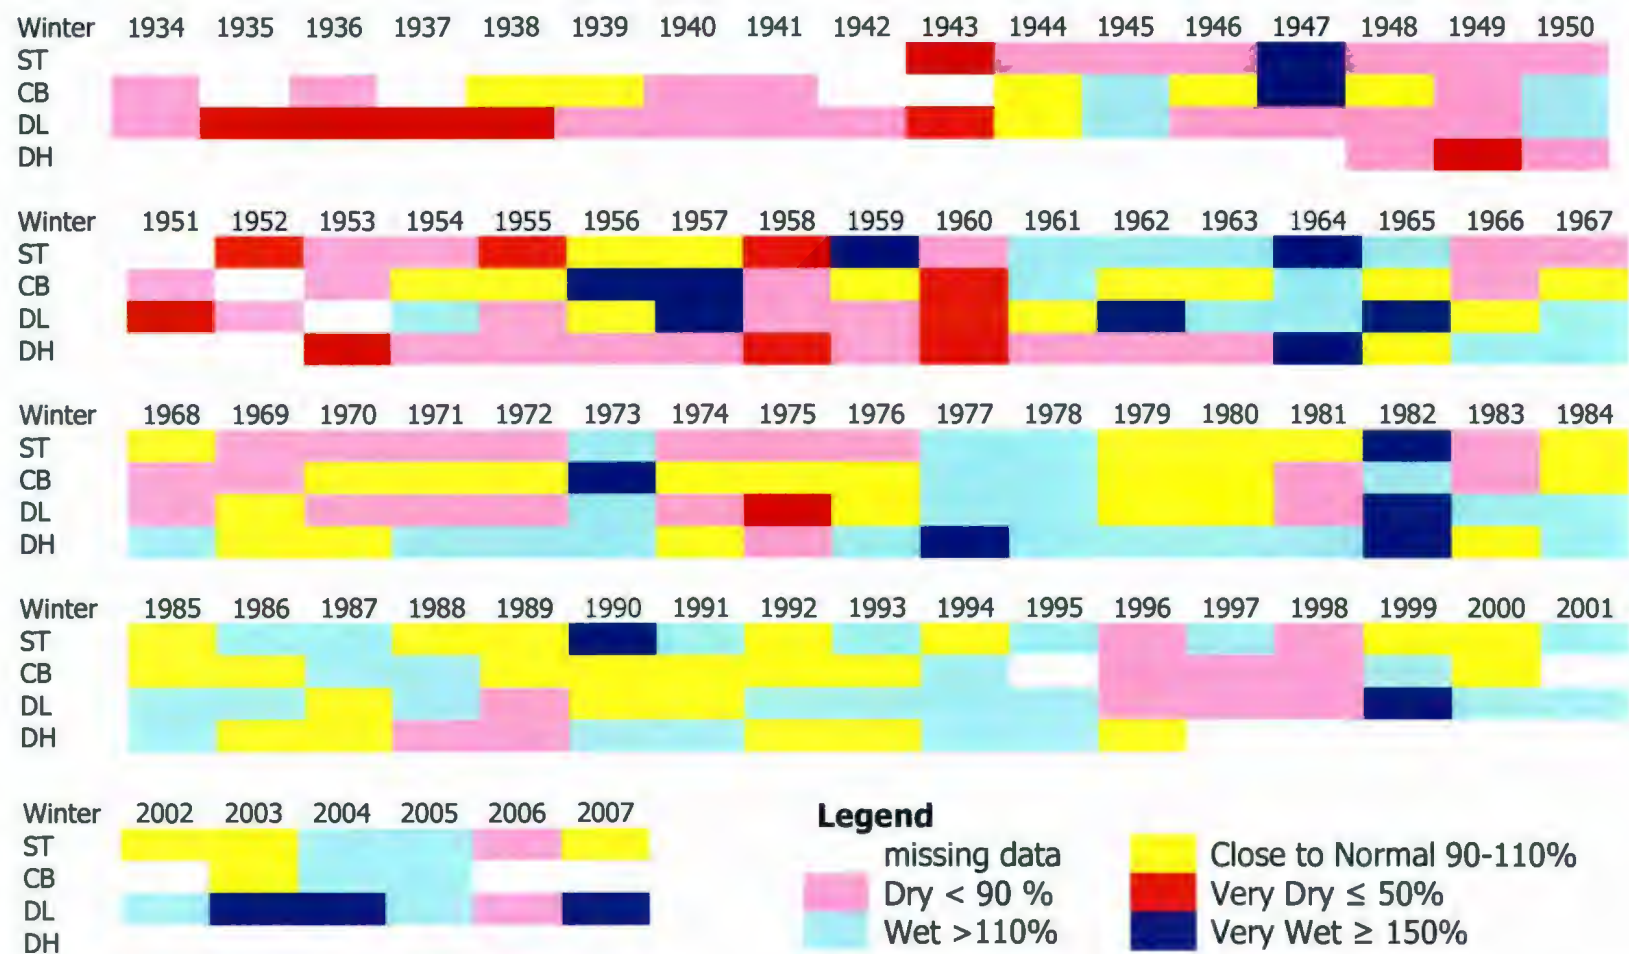 Winter 1934 1935 1936 1937 1938 1939 1940 1941 1942 1943 1944 1945 1946 1947 1948 1949 1950
ST
CB
DL
DH
Winter 1951 1952 1953 1954 1955 1956 1957 1958 1959 1960 1961 1962 1963 1964 1965 1966 1967
ST
CB
DL
DH
Winter 1968 1969 1970 1971 1972 1973 1974 1975 1976 1977 1978 1979 1980 1981 1982 1983 1984
ST
CB
DL
DH
Winter 1985 1986 1987 1988 1989 1990 1991 1992 1993 1994 1995 1996 1997 1998 1999 2000 2001
ST
CB
DL
DH
Winter 2002 2003 2004 2005 2006 2007
ST
CB
DL
DH
Legend
missing data
Dry < 90 %
Wet >110%
Close to Normal 90-110%
Very Dry ≤ 50%
Very Wet ≥ 150%